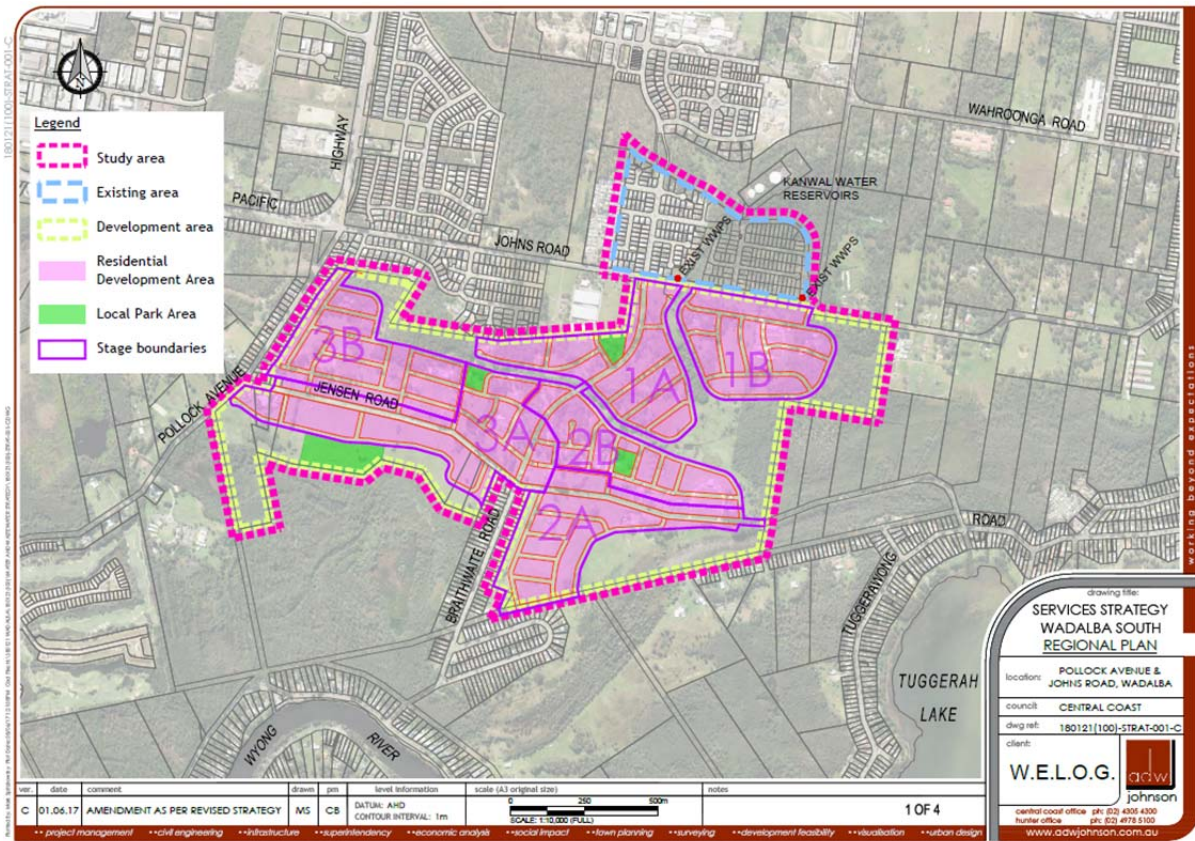 180121(100)-STRAT-001-C
N
Legend
Study area
Existing area
Development area
Residential
Development Area
Local Park Area
Stage boundaries
PACIFIC
HIGHWAY
JOHNS ROAD
WAHROONGA ROAD
KANWAL WATER
RESERVOIRS
EXIST WWPS
EXIST WWPS
3B
1A
1B
JENSEN ROAD
POLLOCK AVENUE
3A
2B
2A
BRAITHWAITE ROAD
TUGGERAWONG
ROAD
WYONG
RIVER
TUGGERAH
LAKE
working beyond expectations
drawing title:
SERVICES STRATEGY
WADALBA SOUTH
REGIONAL PLAN
location: POLLOCK AVENUE &
JOHNS ROAD, WADALBA
council: CENTRAL COAST
dwg ref: 180121(100)-STRAT-001-C
client:
W.E.L.O.G.
adw
johnson
central coast office ph: (02) 4305 4300
hunter office ph: (02) 4978 5100
www.adwjohnson.com.au
ver. date comment drawn pm level information scale (A3 original size) notes
C 01.06.17 AMENDMENT AS PER REVISED STRATEGY MS CB
DATUM: AHD
CONTOUR INTERVAL: 1m
0 250 500m
SCALE: 1:10,000 (FULL)
1 OF 4
••project management ••civil engineering ••infrastructure ••superintendency ••economic analysis ••social impact ••town planning ••surveying ••development feasibility ••visualisation ••urban design